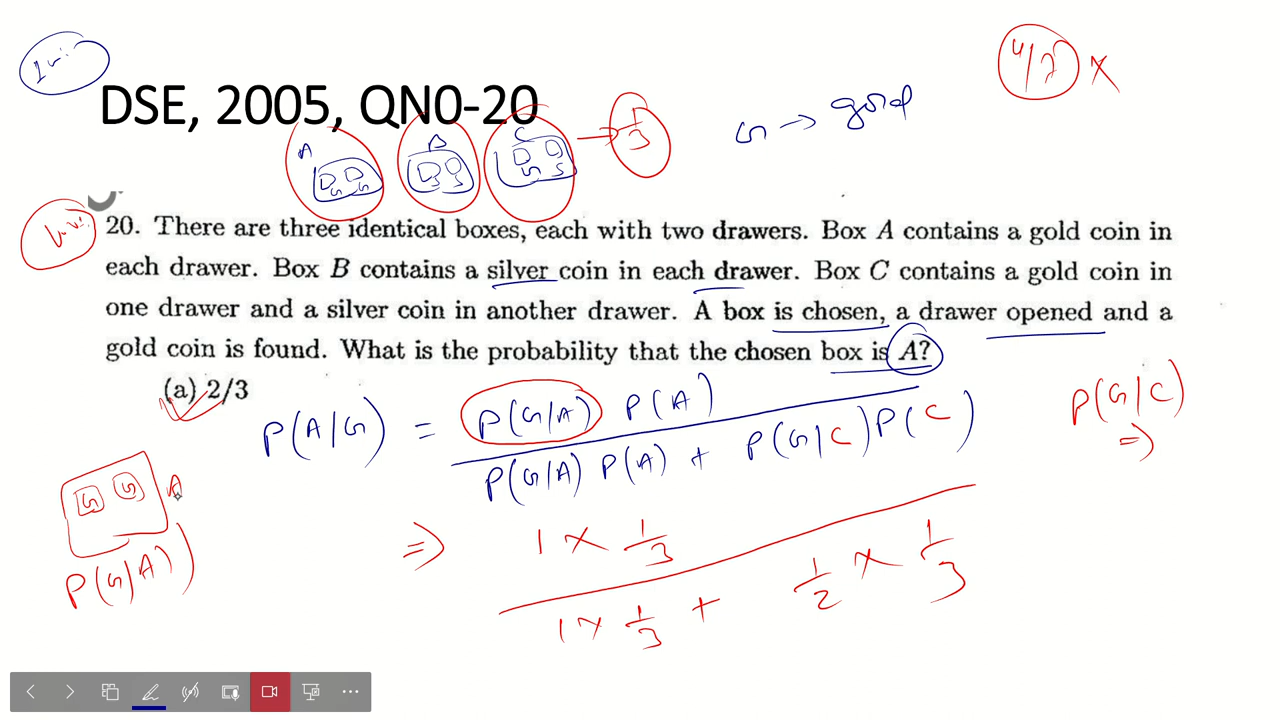 4/7 X
DSE, 2005, QN0-20
G → gold
A B C → 1/3
G G S S G S
20. There are three identical boxes, each with two drawers. Box A contains a gold coin in
each drawer. Box B contains a silver coin in each drawer. Box C contains a gold coin in
one drawer and a silver coin in another drawer. A box is chosen, a drawer opened and a
gold coin is found. What is the probability that the chosen box is A?
(a) 2/3
P(A/G) = P(G/A) P(A)
P(G/A) P(A) + P(G/C) P(C)
P(G/C)
⇒
G G A
P(G/A)
⇒ 1 × 1/3
1 × 1/3 + 1/2 × 1/3